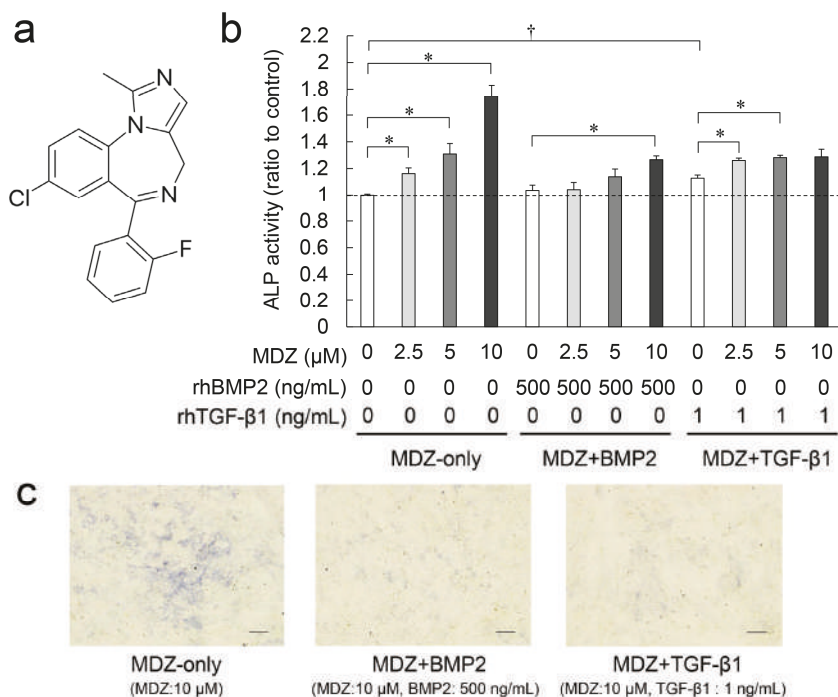 a
N
N
N
Cl
F
b
ALP activity (ratio to control)
2.2
2
1.8
1.6
1.4
1.2
1
0.8
0.6
0.4
0.2
0
†
*
*
*
*
*
*
MDZ (μM) 0 2.5 5 10 0 2.5 5 10 0 2.5 5 10
rhBMP2 (ng/mL) 0 0 0 0 500 500 500 500 0 0 0 0
rhTGF-β1 (ng/mL) 0 0 0 0 0 0 0 0 1 1 1 1
MDZ-only MDZ+BMP2 MDZ+TGF-β1
c
MDZ-only MDZ+BMP2 MDZ+TGF-β1
(MDZ:10 μM) (MDZ:10 μM, BMP2: 500 ng/mL) (MDZ:10 μM, TGF-β1 : 1 ng/mL)